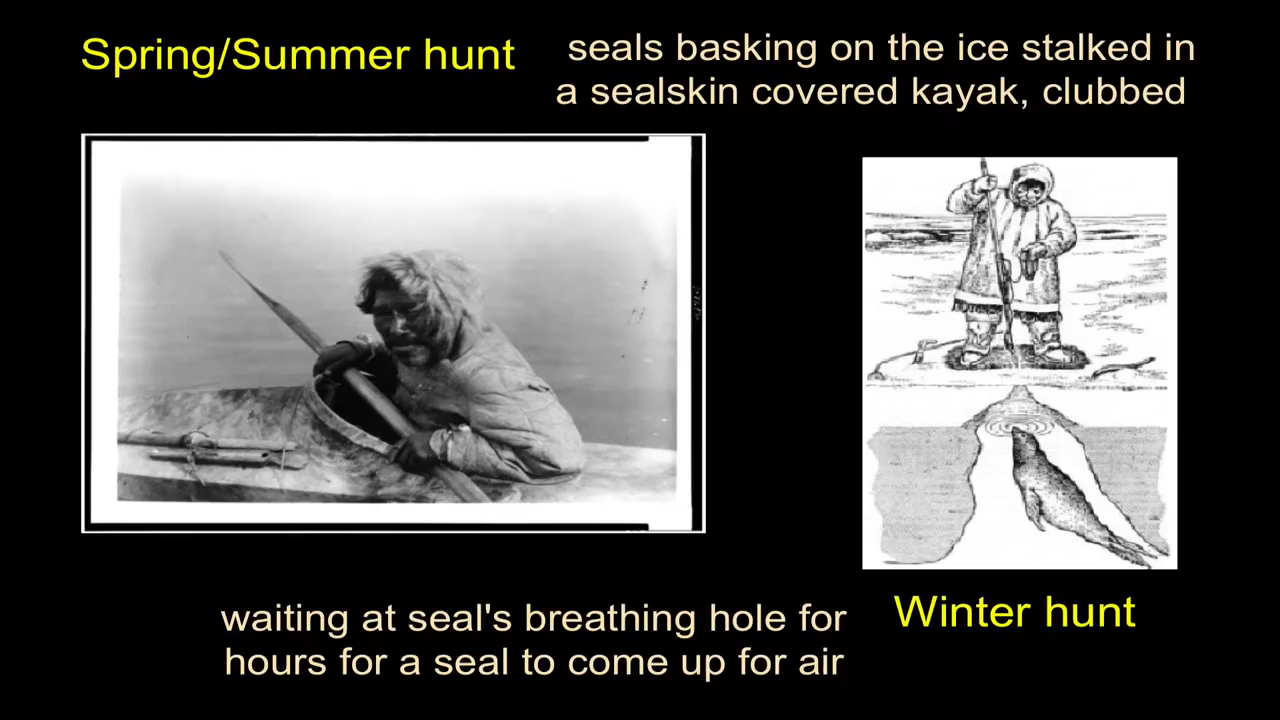 Spring/Summer hunt
seals basking on the ice stalked in
a sealskin covered kayak, clubbed
waiting at seal's breathing hole for
hours for a seal to come up for air
Winter hunt